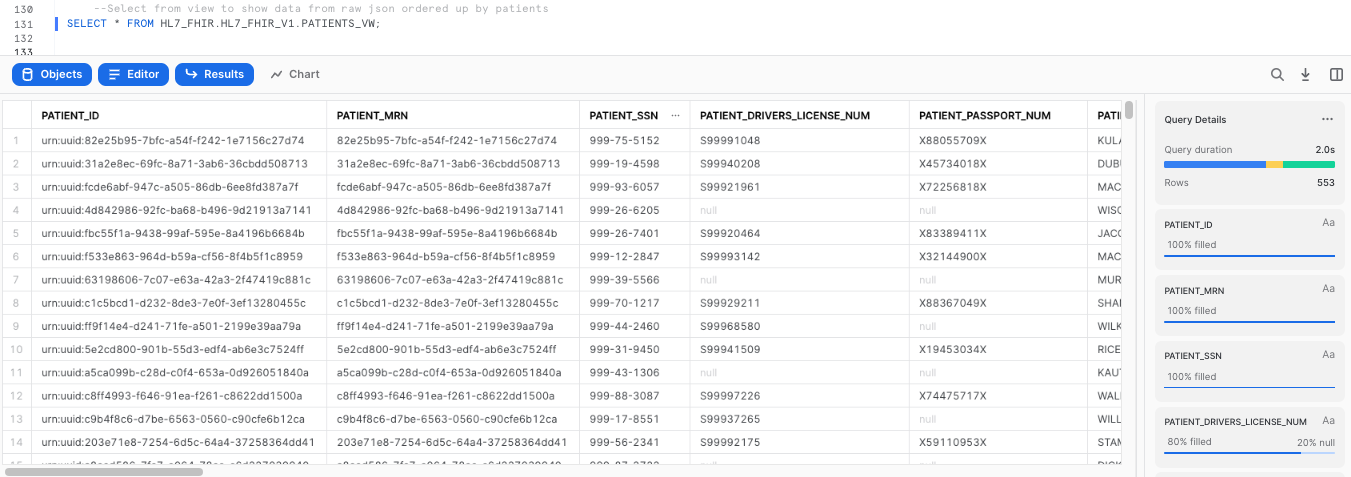 130 --Select from view to show data from raw json ordered up by patients
131 SELECT * FROM HL7_FHIR.HL7_FHIR_V1.PATIENTS_VW;
132
133
Objects Editor Results Chart
PATIENT_ID PATIENT_MRN PATIENT_SSN ... PATIENT_DRIVERS_LICENSE_NUM PATIENT_PASSPORT_NUM
1 urn:uuid:82e25b95-7bfc-a54f-f242-1e7156c27d74 82e25b95-7bfc-a54f-f242-1e7156c27d74 999-75-5152 S99991048 X88055709X KULA
2 urn:uuid:31a2e8ec-69fc-8a71-3ab6-36cbdd508713 31a2e8ec-69fc-8a71-3ab6-36cbdd508713 999-19-4598 S99940208 X45734018X DUBU
3 urn:uuid:fcde6abf-947c-a505-86db-6ee8fd387a7f fcde6abf-947c-a505-86db-6ee8fd387a7f 999-93-6057 S99921961 X72256818X MAC
4 urn:uuid:4d842986-92fc-ba68-b496-9d21913a7141 4d842986-92fc-ba68-b496-9d21913a7141 999-26-6205 null null WISC
5 urn:uuid:fbc55f1a-9438-99af-595e-8a4196b6684b fbc55f1a-9438-99af-595e-8a4196b6684b 999-26-7401 S99920464 X83389411X JACC
6 urn:uuid:f533e863-964d-b59a-cf56-8f4b5f1c8959 f533e863-964d-b59a-cf56-8f4b5f1c8959 999-12-2847 S99993142 X32144900X MAC
7 urn:uuid:63198606-7c07-e63a-42a3-2f47419c881c 63198606-7c07-e63a-42a3-2f47419c881c 999-39-5566 null null MUR
8 urn:uuid:c1c5bcd1-d232-8de3-7e0f-3ef13280455c c1c5bcd1-d232-8de3-7e0f-3ef13280455c 999-70-1217 S99929211 X88367049X SHA
9 urn:uuid:ff9f14e4-d241-71fe-a501-2199e39aa79a ff9f14e4-d241-71fe-a501-2199e39aa79a 999-44-2460 S99968580 null WILK
10 urn:uuid:5e2cd800-901b-55d3-edf4-ab6e3c7524ff 5e2cd800-901b-55d3-edf4-ab6e3c7524ff 999-31-9450 S99941509 X19453034X RICE
11 urn:uuid:a5ca099b-c28d-c0f4-63a3-0d926051840a a5ca099b-c28d-c0f4-63a3-0d926051840a 999-43-1306 null null KAU
12 urn:uuid:c8ff4993-f646-91ea-f261-c8622dd1500a c8ff4993-f646-91ea-f261-c8622dd1500a 999-88-3087 S99997226 X74475717X WAL
13 urn:uuid:c9b4f8c6-d7be-6563-0560-c90cfe6b12ca c9b4f8c6-d7be-6563-0560-c90cfe6b12ca 999-17-8551 S99937265 null WILL
14 urn:uuid:203e71e8-7254-6d5c-64a4-37258364dd41 203e71e8-7254-6d5c-64a4-37258364dd41 999-56-2341 S99992175 X59110953X STAM
Query Details ...
Query duration 2.0s
Rows 553
PATIENT_ID Aa
100% filled
PATIENT_MRN Aa
100% filled
PATIENT_SSN Aa
100% filled
PATIENT_DRIVERS_LICENSE_NUM Aa
80% filled 20% null